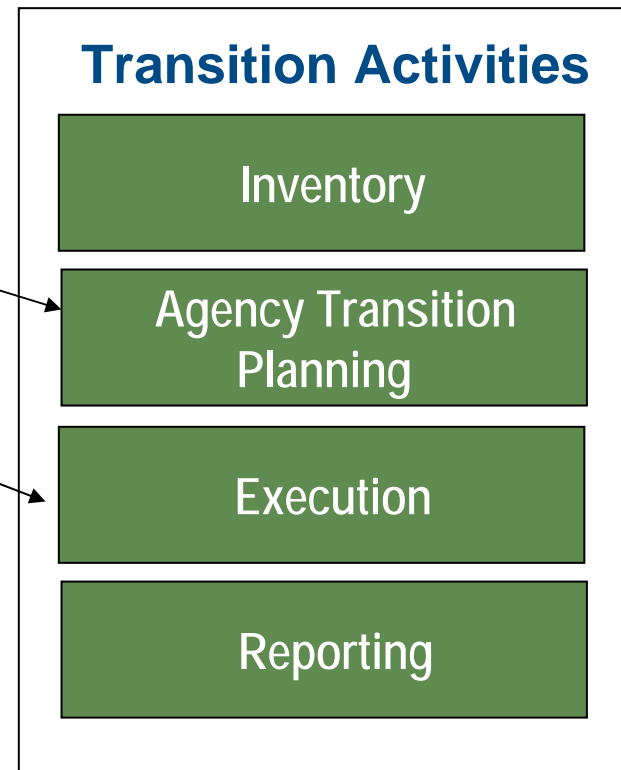 Transition Activities
Inventory
Agency Transition
Planning
Execution
Reporting